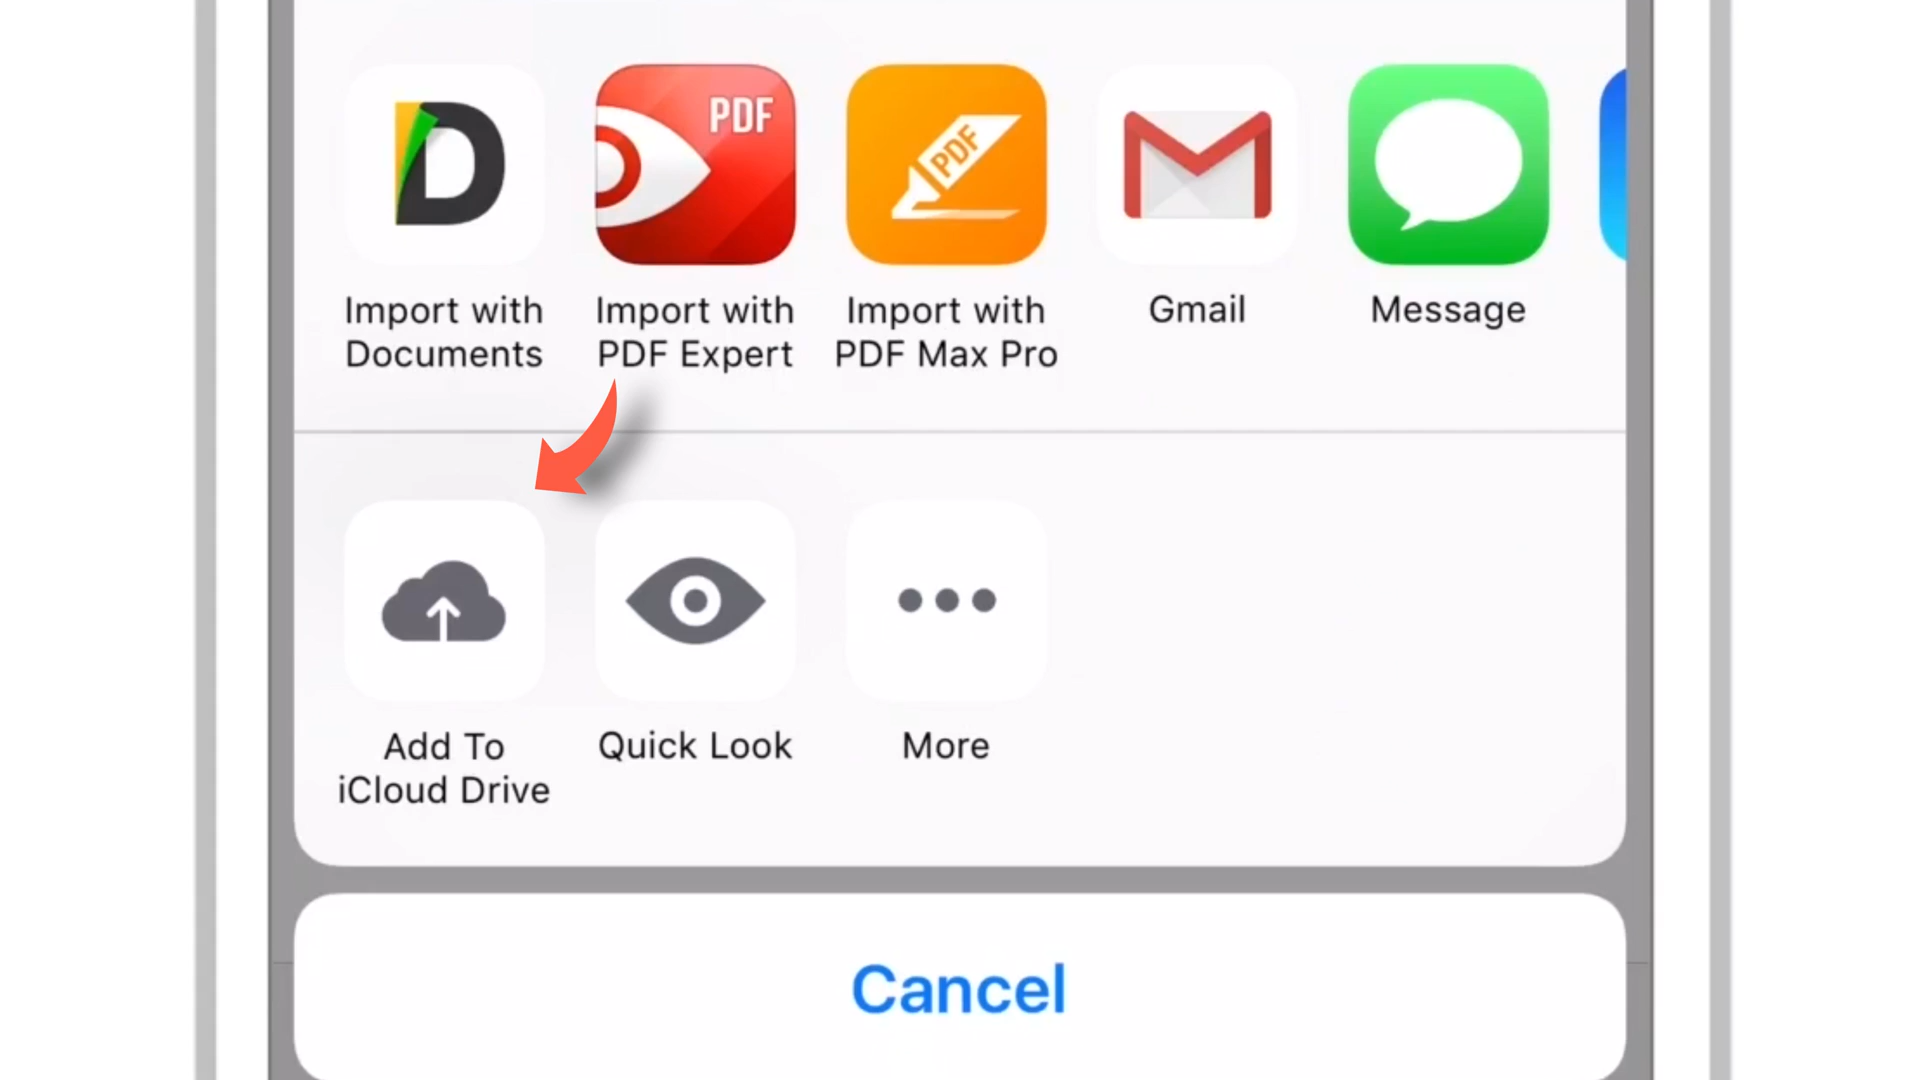 PDF
PDF
Import with
Documents
Import with
PDF Expert
Import with
PDF Max Pro
Gmail
Message
Add To
iCloud Drive
Quick Look
More
Cancel